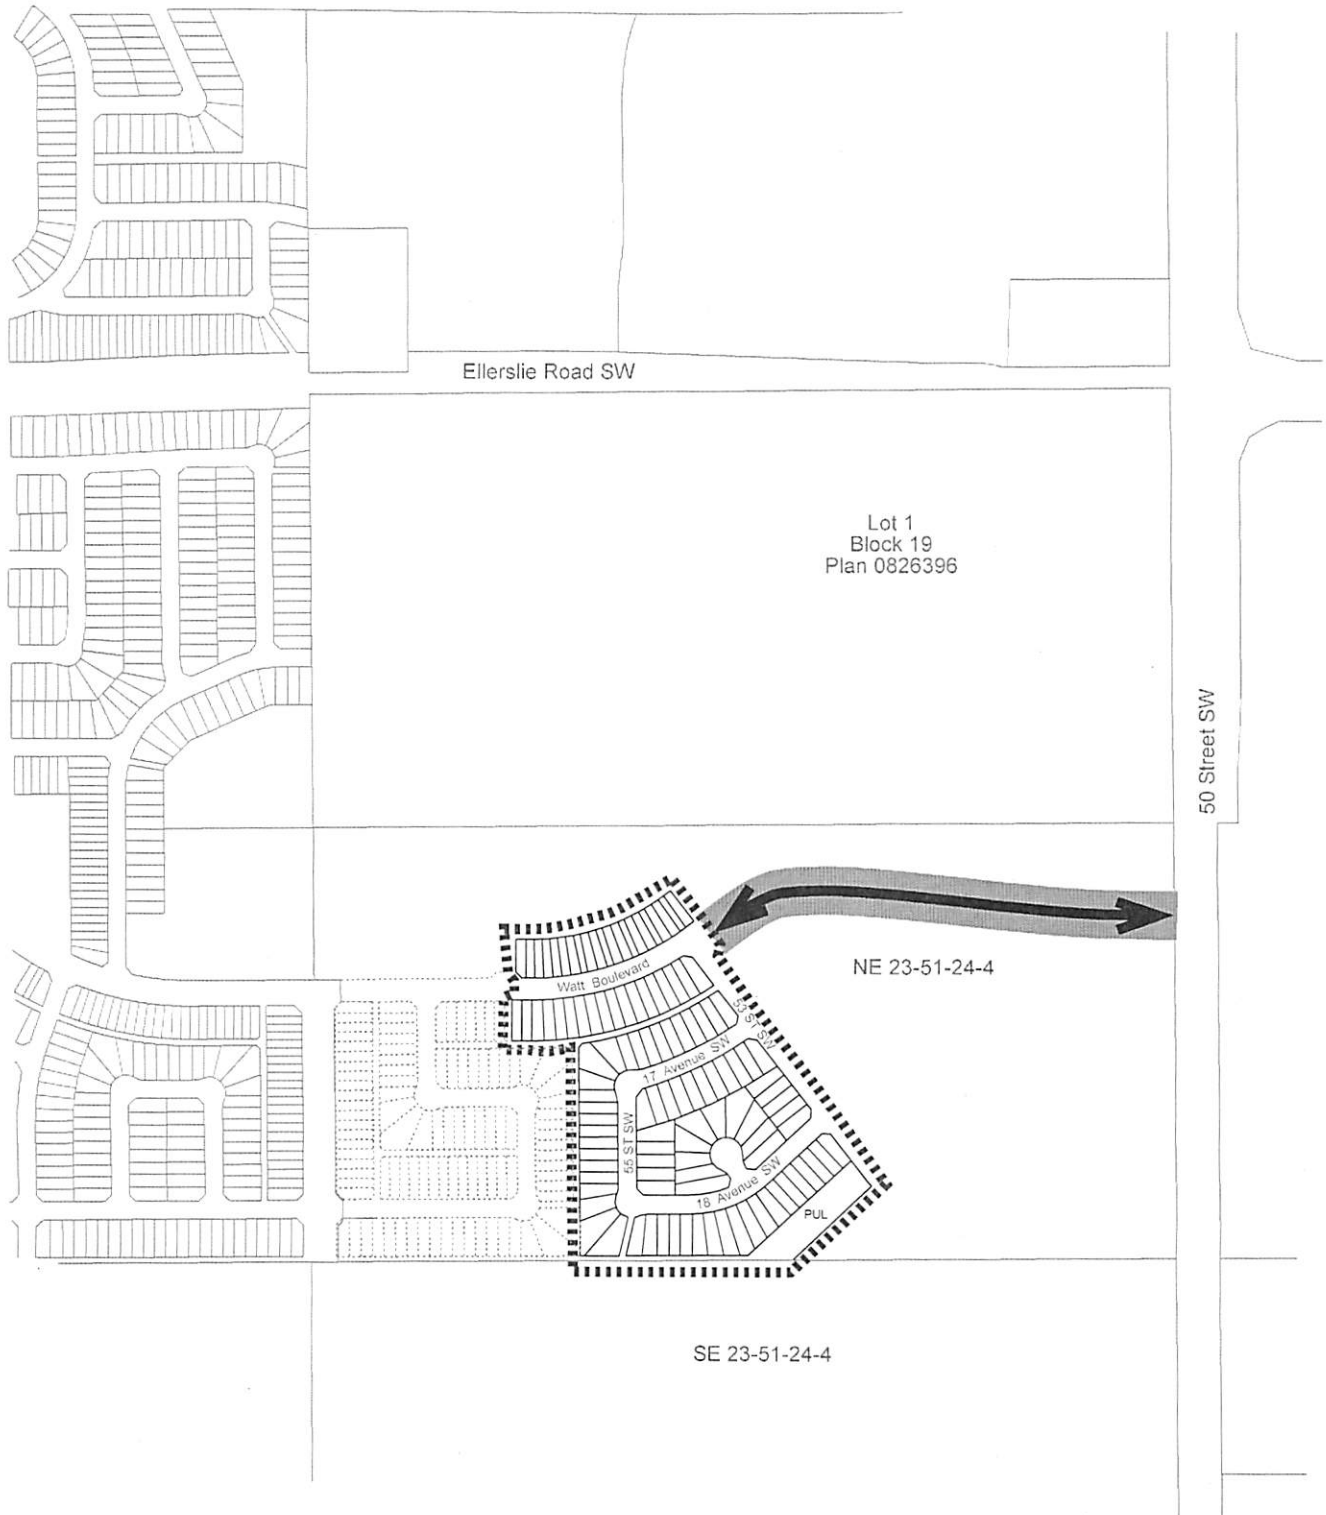 Ellerslie Road SW
Lot 1
Block 19
Plan 0826396
50 Street SW
NE 23-51-24-4
Watt Boulevard
53 ST SW
17 Avenue SW
55 ST SW
18 Avenue SW
PUL
SE 23-51-24-4